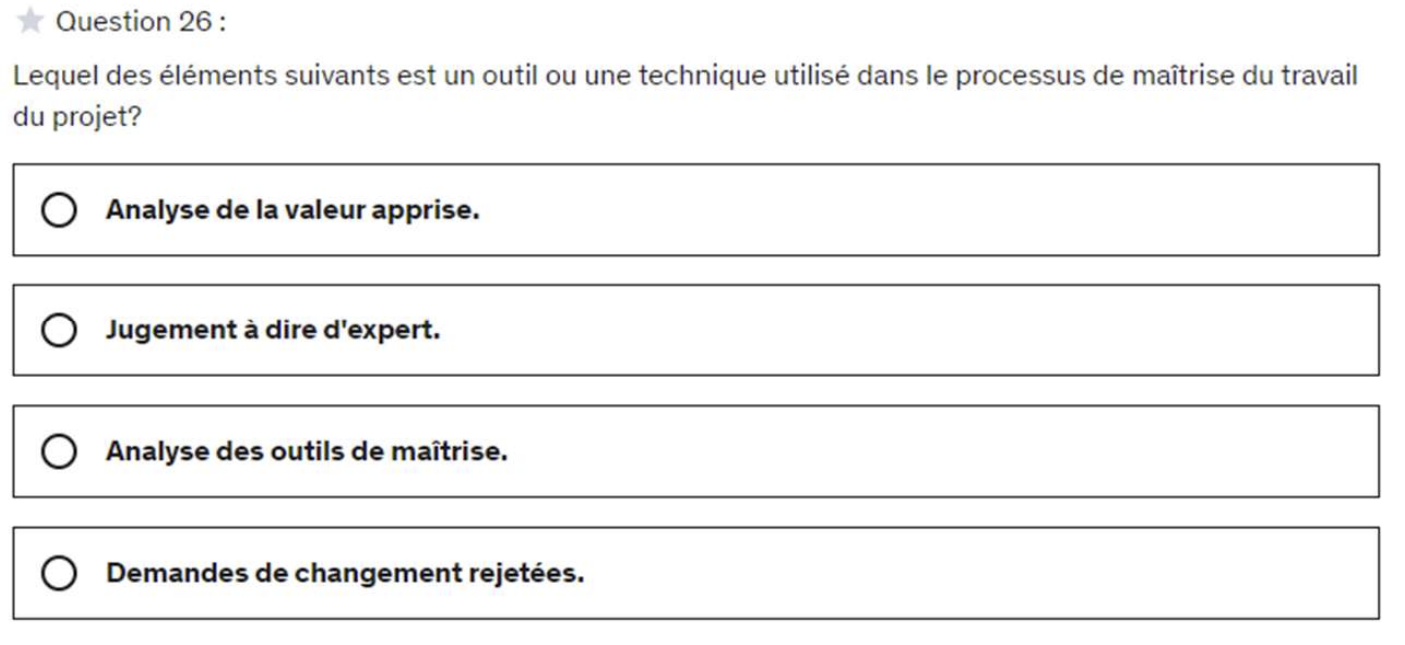 Question 26 :
Lequel des éléments suivants est un outil ou une technique utilisé dans le processus de maîtrise du travail
du projet?
Analyse de la valeur apprise.
Jugement à dire d'expert.
Analyse des outils de maîtrise.
Demandes de changement rejetées.